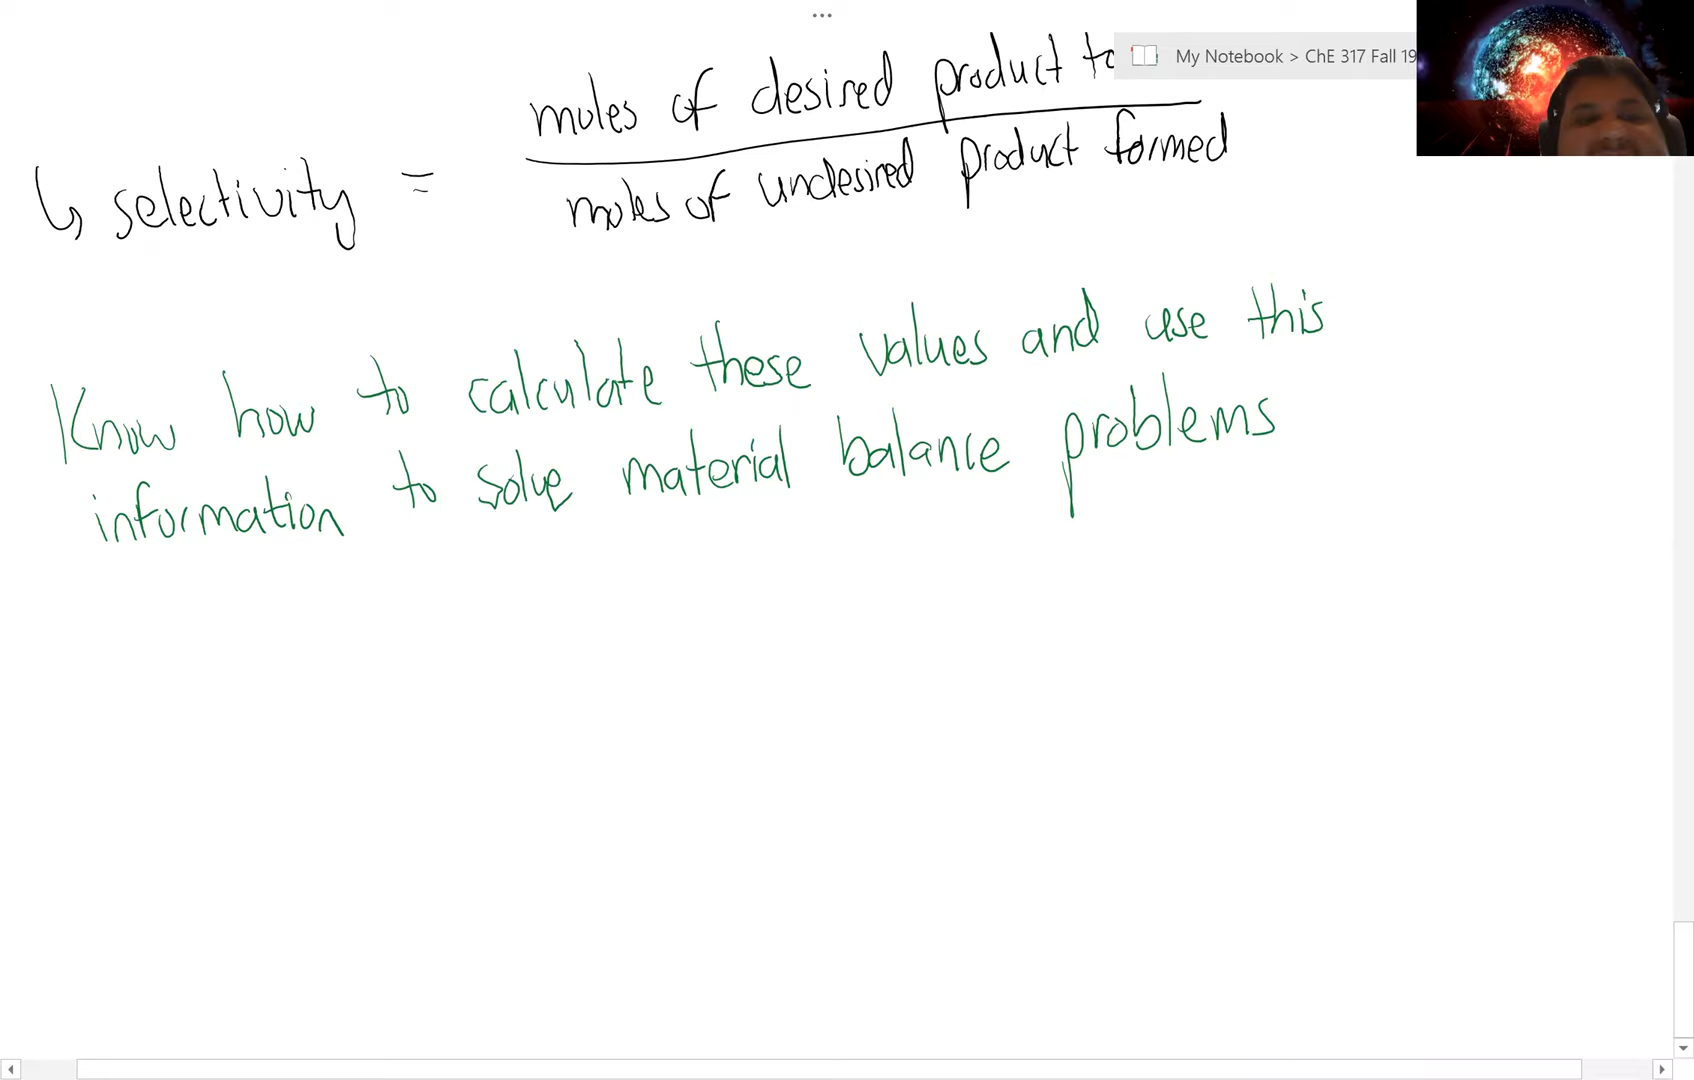 ...
My Notebook > ChE 317 Fall 19
moles of desired product
↳ selectivity =
moles of undesired product formed
Know how to calculate these values and use this
information to solve material balance problems